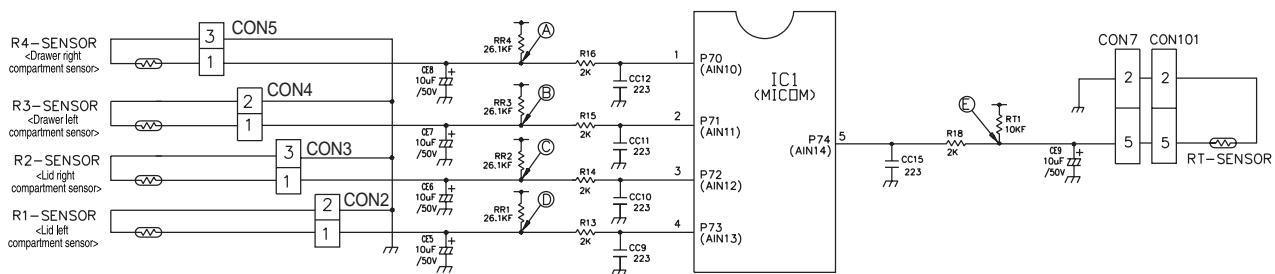 R4-SENSOR
<Drawer right
compartment sensor>
3
1
CON5
R3-SENSOR
<Drawer left
compartment sensor>
2
1
CON4
R2-SENSOR
<Lid right
compartment sensor>
3
1
CON3
R1-SENSOR
<Lid left
compartment sensor>
2
1
CON2
RR4
26.1KF
A
CE8
10uF
/50V
+
R16
2K
CC12
223
1
P70
(AIN10)
RR3
26.1KF
B
CE7
10uF
/50V
+
R15
2K
CC11
223
2
P71
(AIN11)
RR2
26.1KF
C
CE6
10uF
/50V
+
R14
2K
CC10
223
3
P72
(AIN12)
RR1
26.1KF
D
CE5
10uF
/50V
+
R13
2K
CC9
223
4
P73
(AIN13)
IC1
(MICOM)
P74
(AIN14)
5
CC15
223
R18
2K
E
RT1
10KF
CE9
10uF
/50V
+
CON7
2
5
CON101
2
5
RT-SENSOR